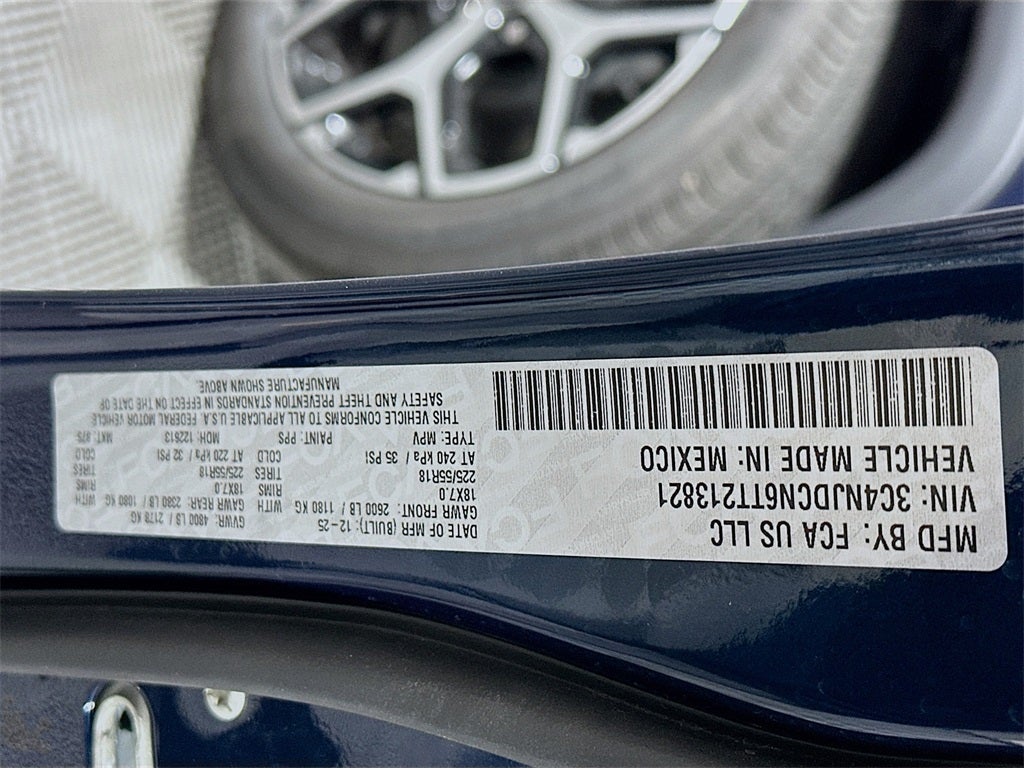 MFD BY: FCA US LLC
VIN: 3C4NJDCN6TT213821
VEHICLE MADE IN: MEXICO
DATE OF MFR (BUILT): 12-25 GVWR: 4800 LB / 2178 KG
GAWR FRONT: 2600 LB / 1180 KG WITH GAWR REAR: 2380 LB / 1080 KG WITH
18X7.0 RIMS 18X7.0 RIMS
225/55R18 TIRES 225/55R18 TIRES
AT 240 kPa / 35 PSI COLD AT 220 kPa / 32 PSI COLD
TYPE: MPV PAINT: PPS MDH: 122613 MKT: 875
THIS VEHICLE CONFORMS TO ALL APPLICABLE U.S.A. FEDERAL MOTOR VEHICLE
SAFETY AND THEFT PREVENTION STANDARDS IN EFFECT ON THE DATE OF
MANUFACTURE SHOWN ABOVE.